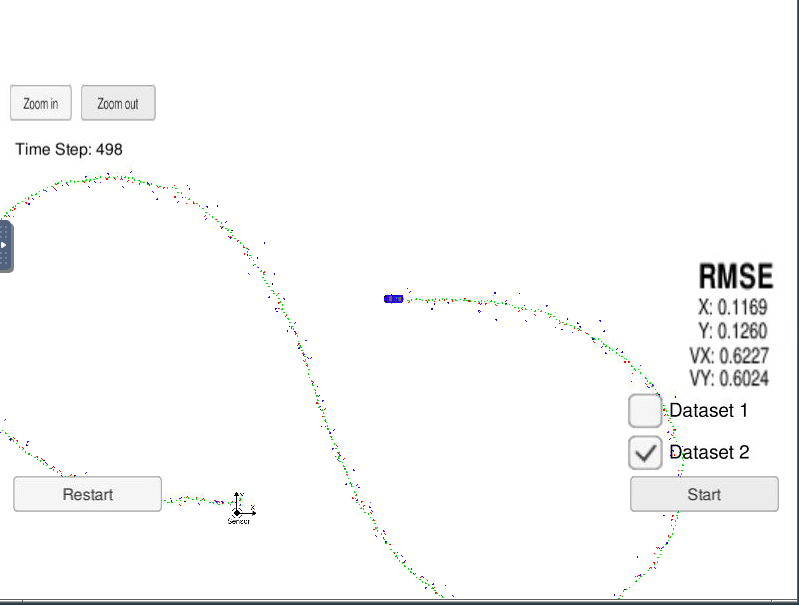 Zoom in
Zoom out
Time Step: 498
RMSE
X: 0.1169
Y: 0.1260
VX: 0.6227
VY: 0.6024
Dataset 1
Dataset 2
Restart
Start
Y
X
Sensor